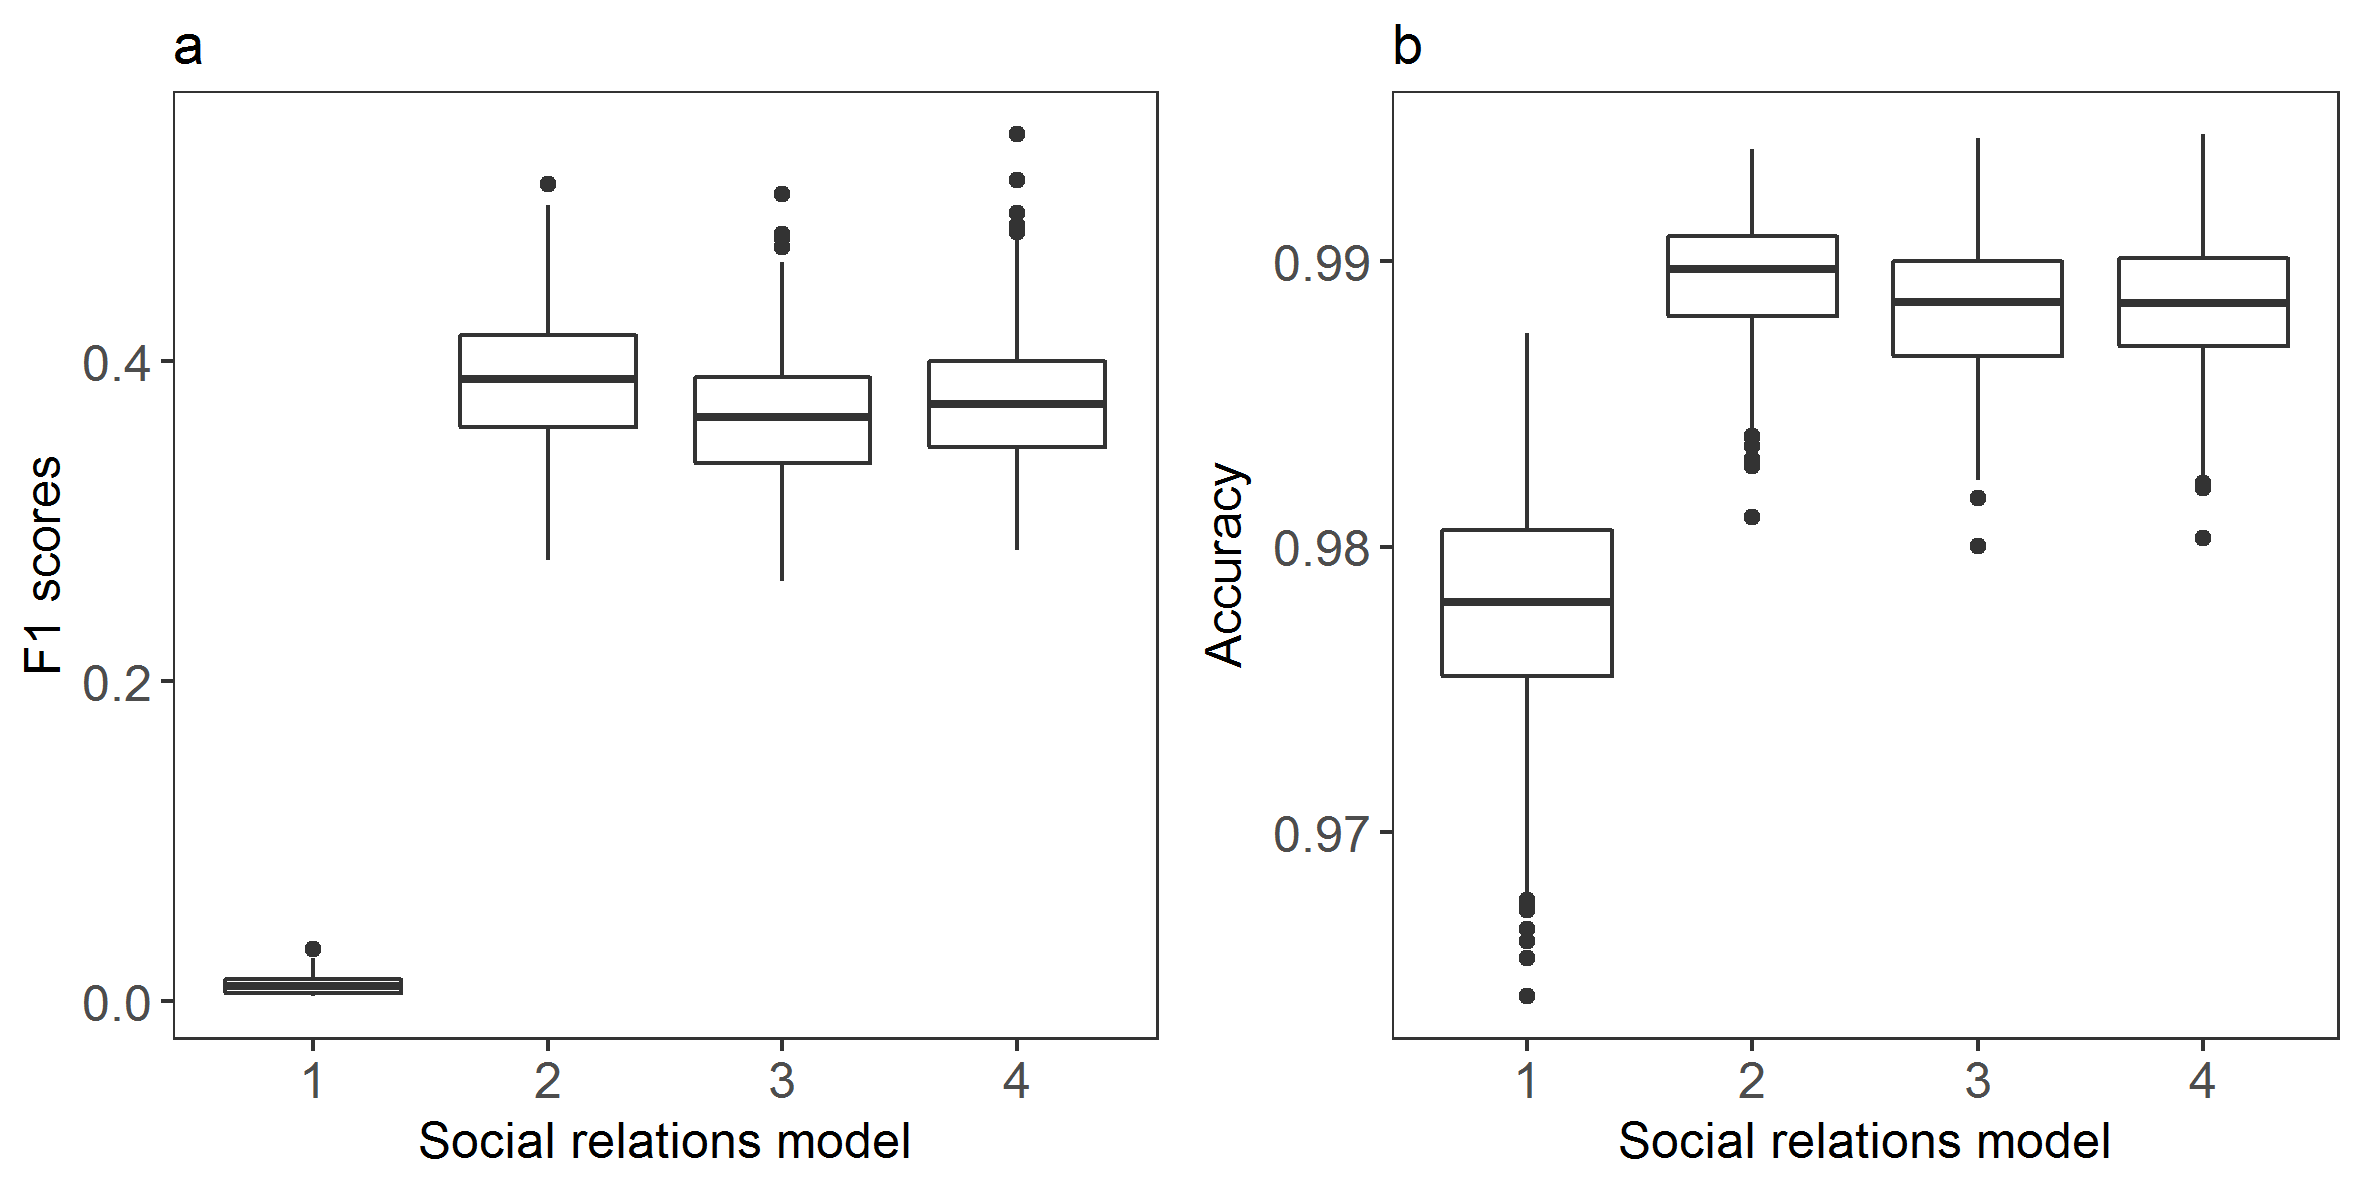 a
b
F1 scores
0.4
0.2
0.0
1 2 3 4
Social relations model
Accuracy
0.99
0.98
0.97
1 2 3 4
Social relations model